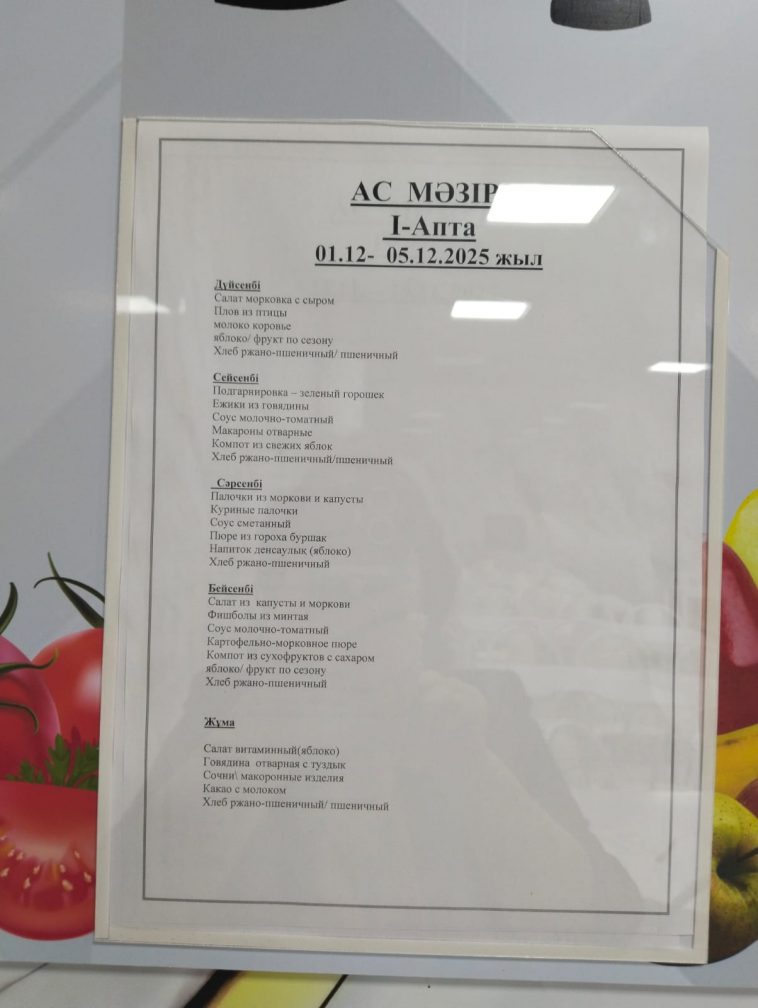 АС МӘЗІР
І-Апта
01.12- 05.12.2025 жыл
Дүйсенбі
Салат морковка с сыром
Плов из птицы
молоко коровье
яблоко/ фрукт по сезону
Хлеб ржано-пшеничный/ пшеничный
Сейсенбі
Подгарнировка – зеленый горошек
Ежики из говядины
Соус молочно-томатный
Макароны отварные
Компот из свежих яблок
Хлеб ржано-пшеничный/пшеничный
Сәрсенбі
Палочки из моркови и капусты
Куриные палочки
Соус сметанный
Пюре из гороха буршак
Напиток денсаулық (яблоко)
Хлеб ржано-пшеничный
Бейсенбі
Салат из капусты и моркови
Фишболы из минтая
Соус молочно-томатный
Картофельно-морковное пюре
Компот из сухофруктов с сахаром
яблоко/ фрукт по сезону
Хлеб ржано-пшеничный
Жұма
Салат витаминный(яблоко)
Говядина отварная с туздык
Сочни\ макоронные изделия
Какао с молоком
Хлеб ржано-пшеничный/ пшеничный